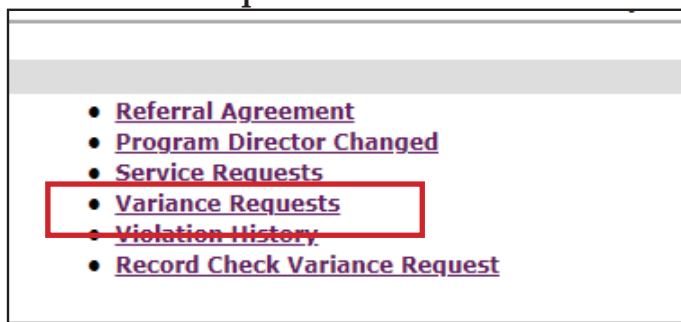 • Referral Agreement
• Program Director Changed
• Service Requests
• Variance Requests
• Violation History
• Record Check Variance Request